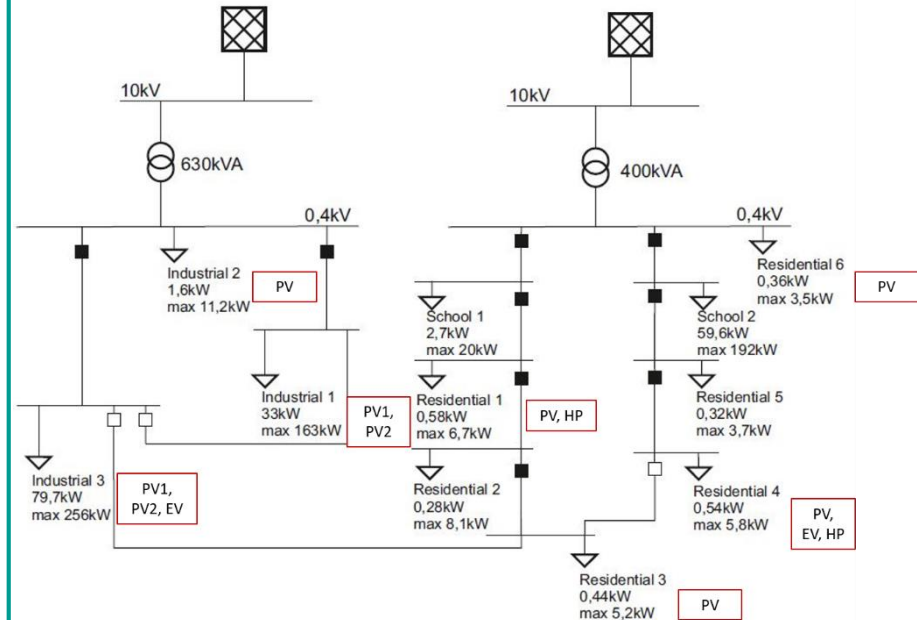 10kV
630kVA
0,4kV
Industrial 2
1,6kW
max 11,2kW
PV
Industrial 1
33kW
max 163kW
PV1,
PV2
Industrial 3
79,7kW
max 256kW
PV1,
PV2, EV
10kV
400kVA
0,4kV
Residential 6
0,36kW
max 3,5kW
PV
School 1
2,7kW
max 20kW
School 2
59,6kW
max 192kW
Residential 1
0,58kW
max 6,7kW
PV, HP
Residential 5
0,32kW
max 3,7kW
Residential 2
0,28kW
max 8,1kW
Residential 4
0,54kW
max 5,8kW
PV,
EV, HP
Residential 3
0,44kW
max 5,2kW
PV